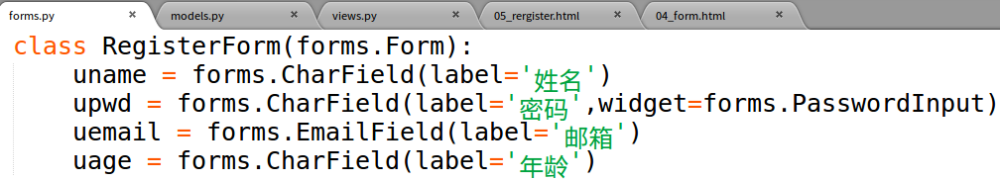 forms.py × models.py × views.py × 05_rergister.html × 04_form.html ×
class RegisterForm(forms.Form):
    uname = forms.CharField(label='姓名')
    upwd = forms.CharField(label='密码',widget=forms.PasswordInput)
    uemail = forms.EmailField(label='邮箱')
    uage = forms.CharField(label='年龄')